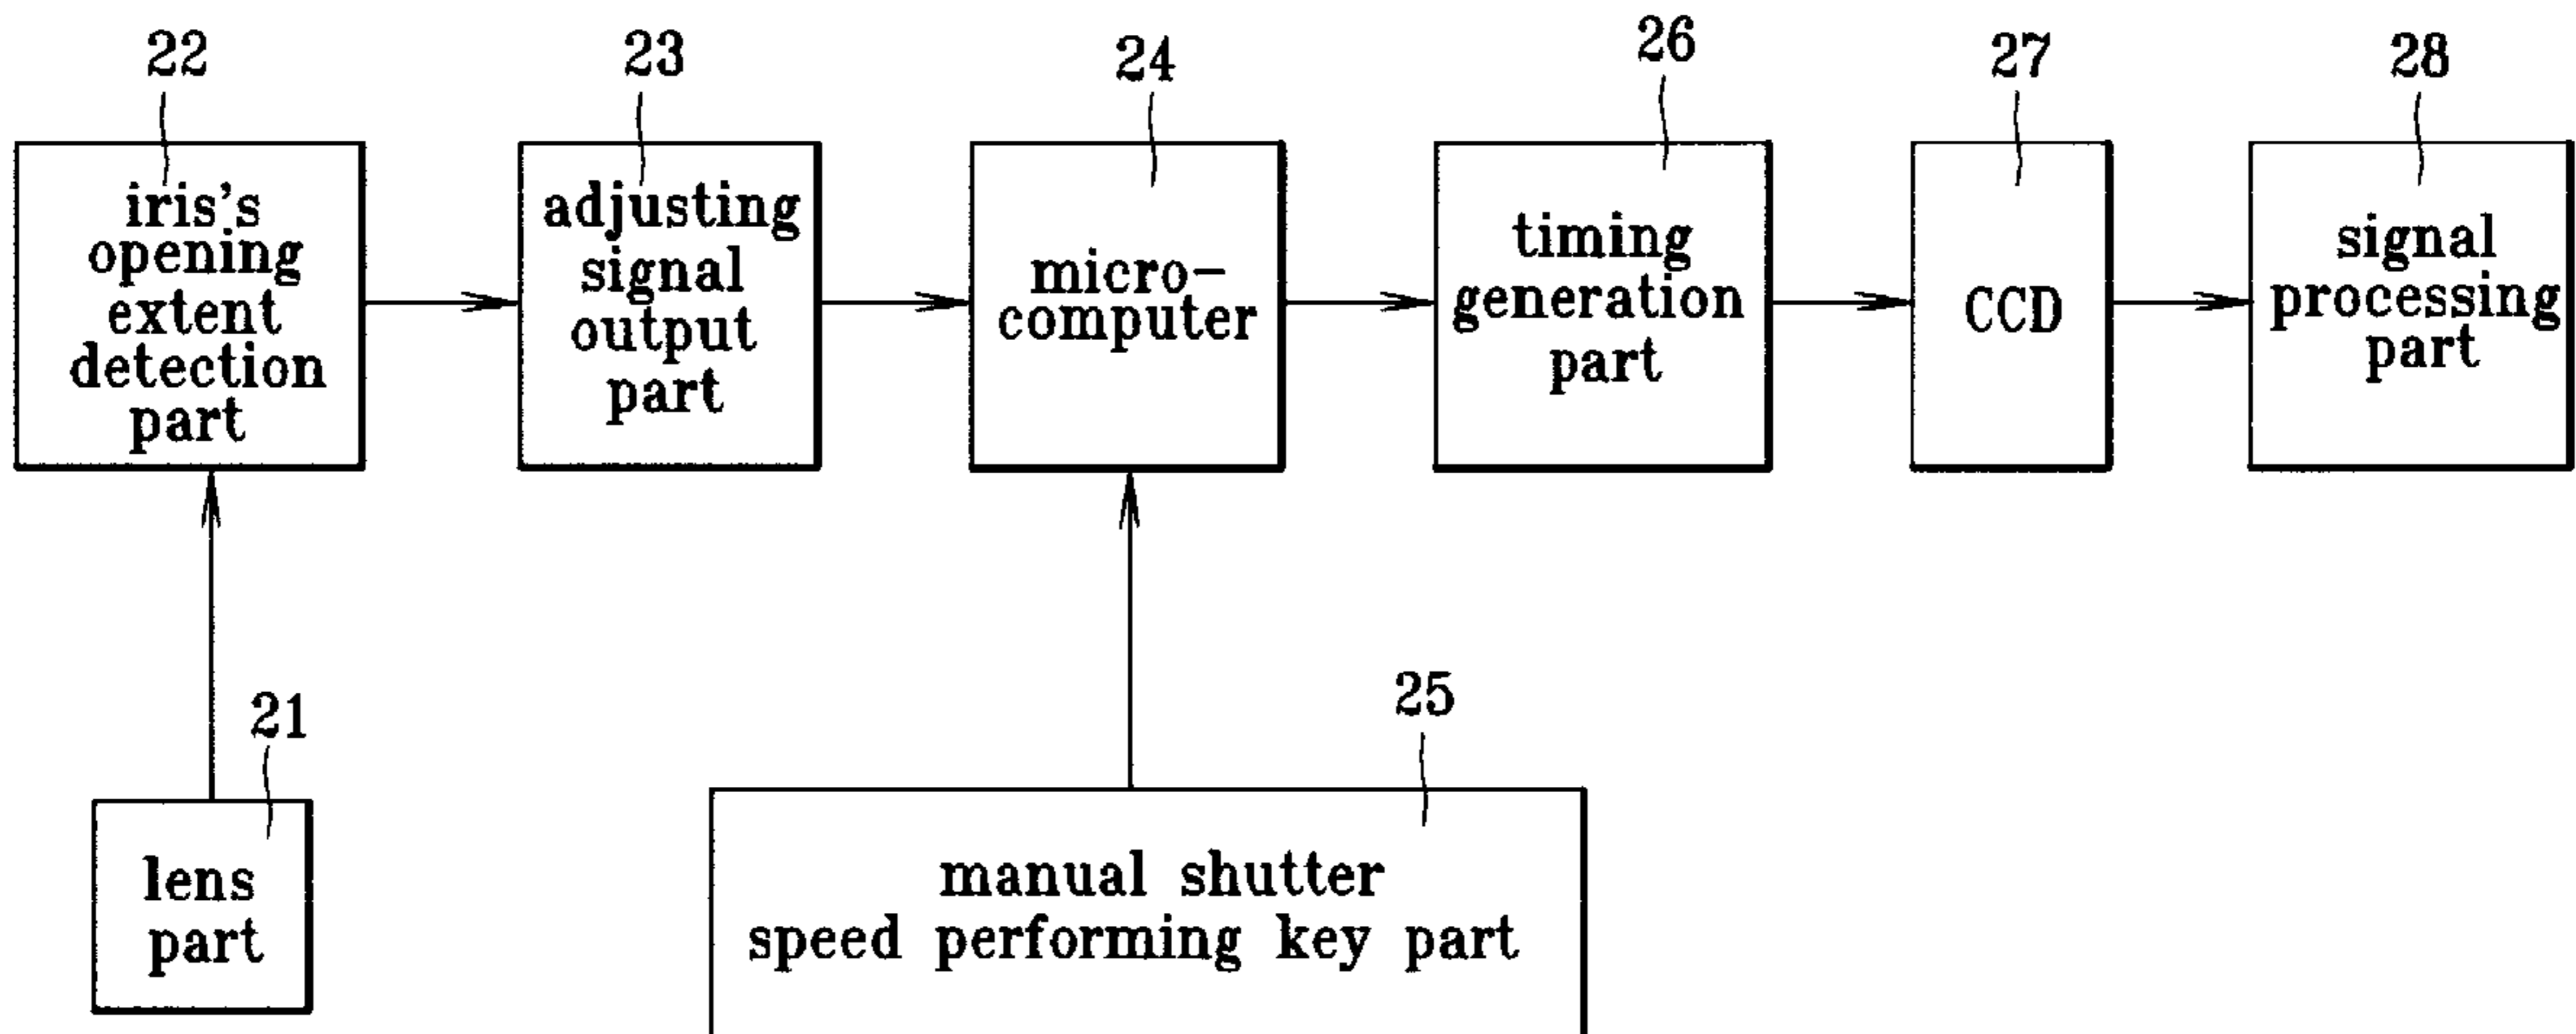 22
23
24
26
27
28
iris's
opening
extent
detection
part
adjusting
signal
output
part
micro-
computer
timing
generation
part
CCD
signal
processing
part
21
25
lens
part
manual shutter
speed performing key part